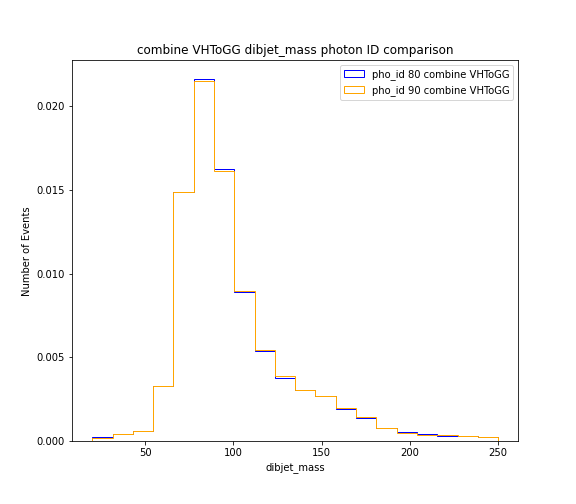 combine VHToGG dibjet_mass photon ID comparison
pho_id 80 combine VHToGG
pho_id 90 combine VHToGG
Number of Events
0.020
0.015
0.010
0.005
0.000
50
100
150
200
250
dibjet_mass